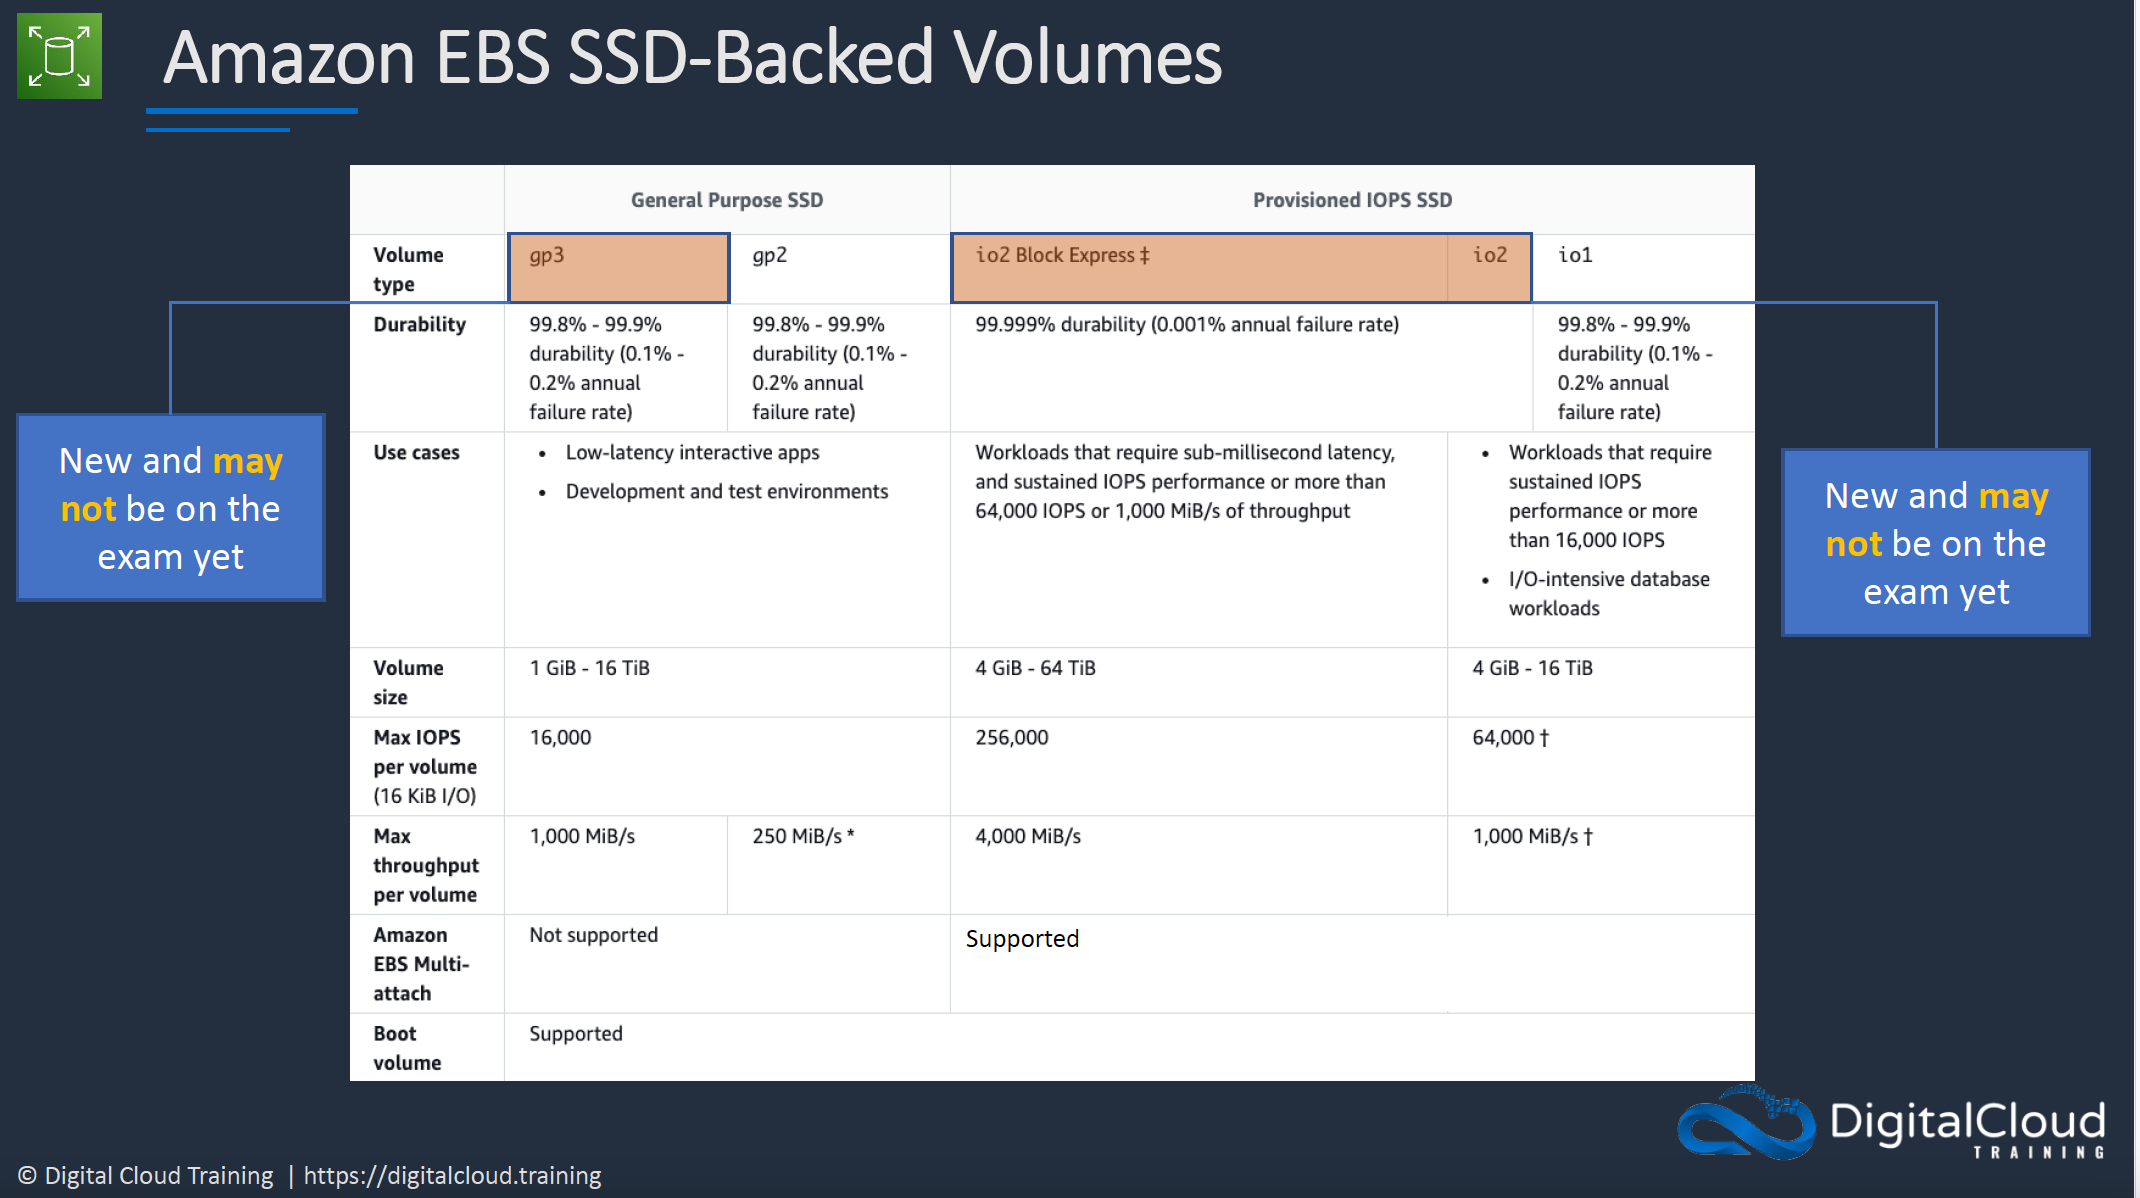 Amazon EBS SSD-Backed Volumes
General Purpose SSD
Provisioned IOPS SSD
Volume
type
gp3
gp2
io2 Block Express ‡
io2
io1
Durability
99.8% - 99.9%
durability (0.1% -
0.2% annual
failure rate)
99.8% - 99.9%
durability (0.1% -
0.2% annual
failure rate)
99.999% durability (0.001% annual failure rate)
99.8% - 99.9%
durability (0.1% -
0.2% annual
failure rate)
Use cases
• Low-latency interactive apps
• Development and test environments
Workloads that require sub-millisecond latency,
and sustained IOPS performance or more than
64,000 IOPS or 1,000 MiB/s of throughput
• Workloads that require
sustained IOPS
performance or more
than 16,000 IOPS
• I/O-intensive database
workloads
Volume
size
1 GiB - 16 TiB
4 GiB - 64 TiB
4 GiB - 16 TiB
Max IOPS
per volume
(16 KiB I/O)
16,000
256,000
64,000 †
Max
throughput
per volume
1,000 MiB/s
250 MiB/s *
4,000 MiB/s
1,000 MiB/s †
Amazon
EBS Multi-
attach
Not supported
Supported
Boot
volume
Supported
New and may
not be on the
exam yet
New and may
not be on the
exam yet
DigitalCloud
TRAINING
© Digital Cloud Training | https://digitalcloud.training